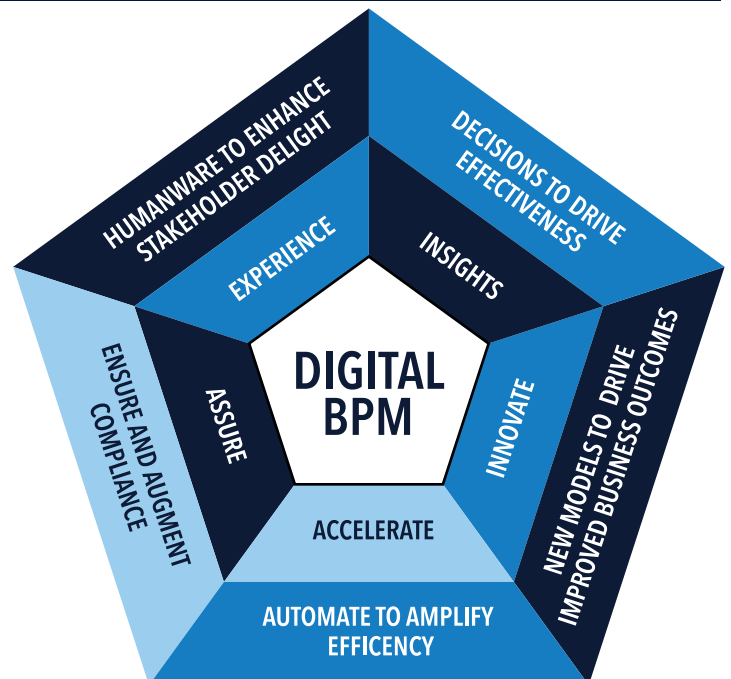 HUMANWARE TO ENHANCE
STAKEHOLDER DELIGHT
DECISIONS TO DRIVE
EFFECTIVENESS
EXPERIENCE
INSIGHTS
DIGITAL
BPM
ENSURE AND AUGMENT
COMPLIANCE
ASSURE
INNOVATE
NEW MODELS TO DRIVE
IMPROVED BUSINESS OUTCOMES
ACCELERATE
AUTOMATE TO AMPLIFY
EFFICENCY